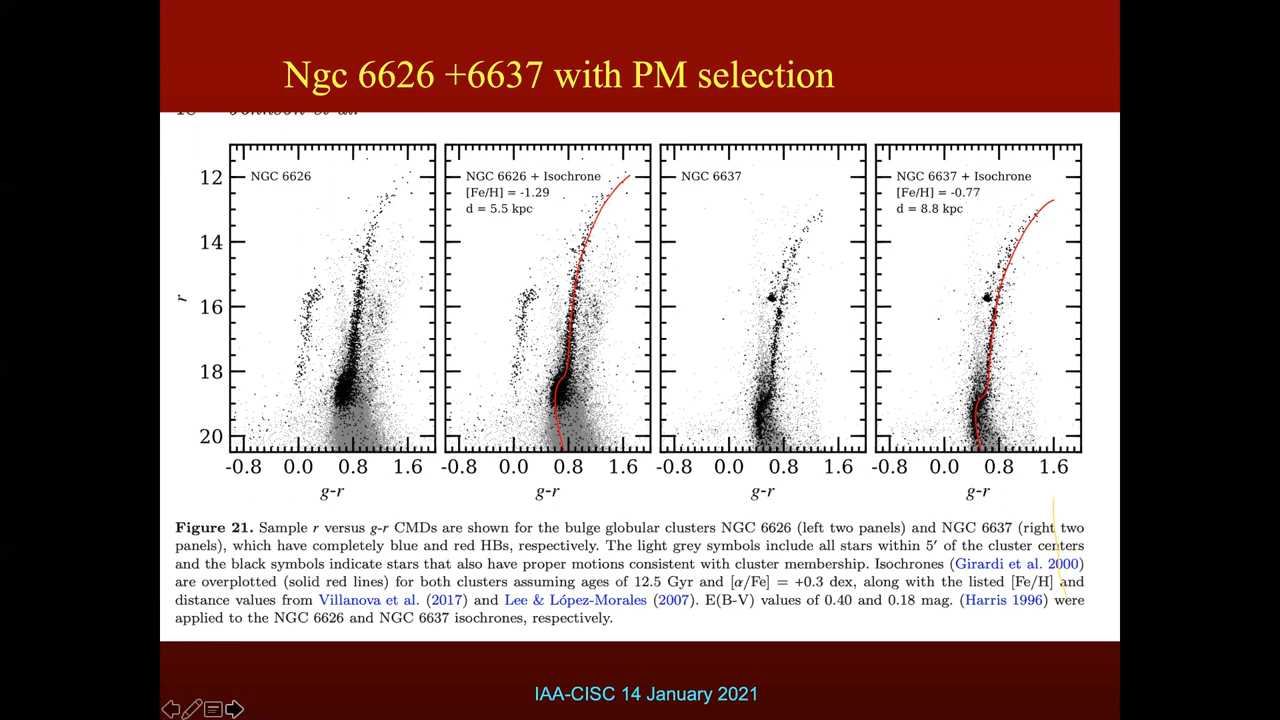 Ngc 6626 +6637 with PM selection
NGC 6626
NGC 6626 + Isochrone
[Fe/H] = -1.29
d = 5.5 kpc
NGC 6637
NGC 6637 + Isochrone
[Fe/H] = -0.77
d = 8.8 kpc
12
14
16
18
20
r
-0.8 0.0 0.8 1.6 -0.8 0.0 0.8 1.6 -0.8 0.0 0.8 1.6 -0.8 0.0 0.8 1.6
g-r g-r g-r g-r
Figure 21. Sample r versus g-r CMDs are shown for the bulge globular clusters NGC 6626 (left two panels) and NGC 6637 (right two
panels), which have completely blue and red HBs, respectively. The light grey symbols include all stars within 5′ of the cluster centers
and the black symbols indicate stars that also have proper motions consistent with cluster membership. Isochrones (Girardi et al. 2000)
are overplotted (solid red lines) for both clusters assuming ages of 12.5 Gyr and [α/Fe] = +0.3 dex, along with the listed [Fe/H] and
distance values from Villanova et al. (2017) and Lee & López-Morales (2007). E(B-V) values of 0.40 and 0.18 mag. (Harris 1996) were
applied to the NGC 6626 and NGC 6637 isochrones, respectively.
IAA-CISC 14 January 2021